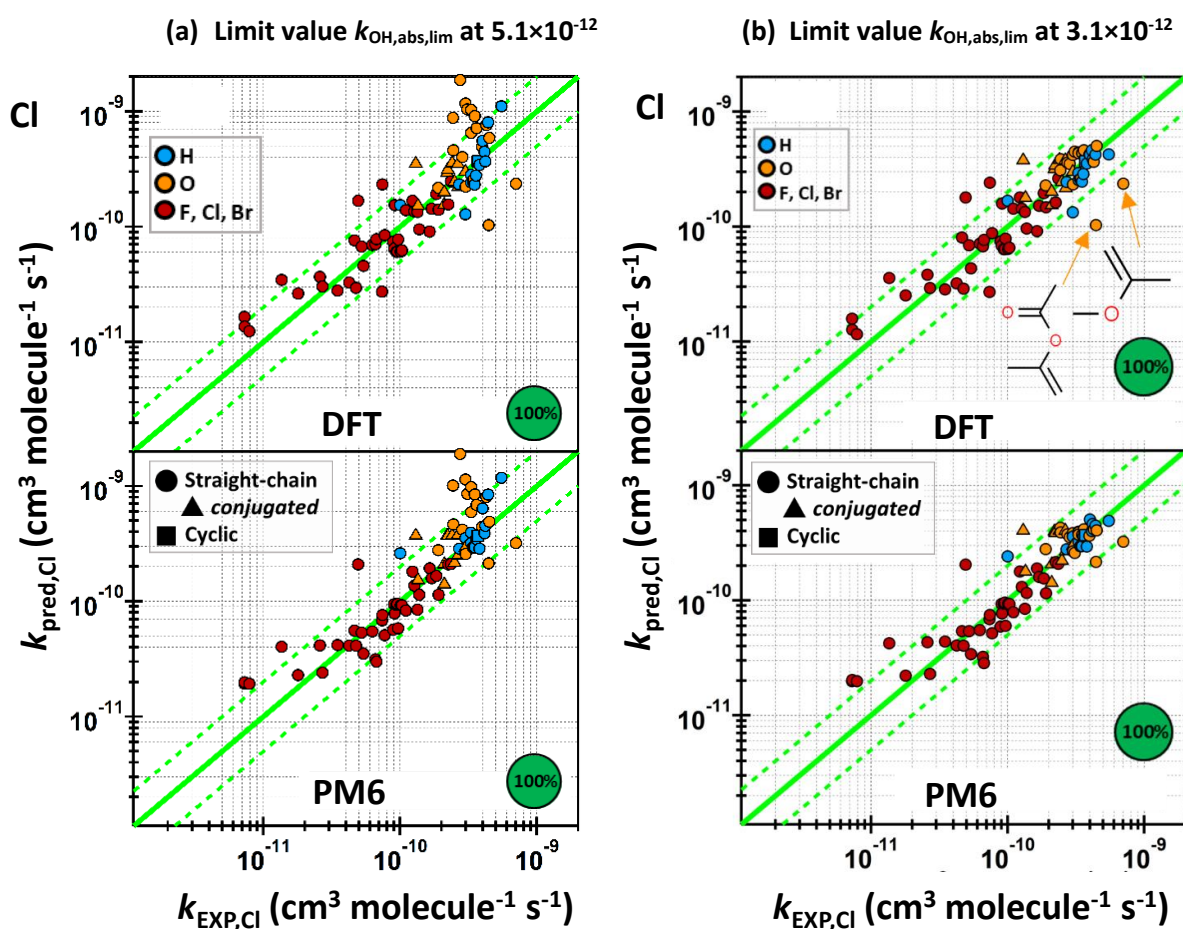 (a) Limit value kOH,abs,lim at 5.1×10-12
(b) Limit value kOH,abs,lim at 3.1×10-12
Cl
kpred,Cl (cm3 molecule-1 s-1)
10-9
10-10
10-11
H
O
F, Cl, Br
DFT
100%
10-9
10-10
10-11
Straight-chain
conjugated
Cyclic
PM6
100%
10-11 10-10 10-9
kEXP,Cl (cm3 molecule-1 s-1)
Cl
kpred,Cl (cm3 molecule-1 s-1)
10-9
10-10
10-11
H
O
F, Cl, Br
O
O
O
DFT
100%
10-9
10-10
10-11
Straight-chain
conjugated
Cyclic
PM6
100%
10-11 10-10 10-9
kEXP,Cl (cm3 molecule-1 s-1)